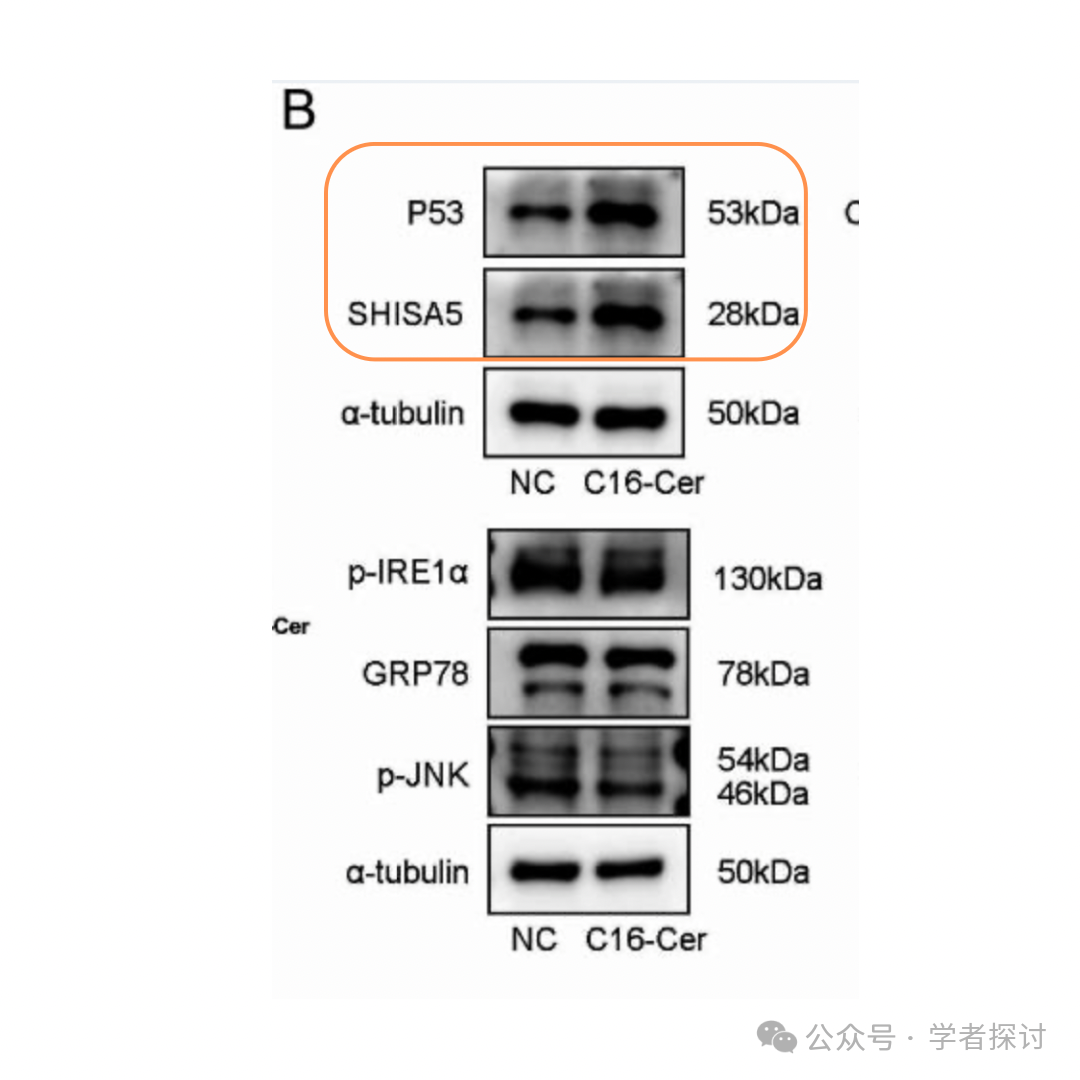 B
P53 53kDa
SHISA5 28kDa
α-tubulin 50kDa
NC C16-Cer
p-IRE1α 130kDa
Cer
GRP78 78kDa
p-JNK 54kDa
46kDa
α-tubulin 50kDa
NC C16-Cer
公众号 · 学者探讨